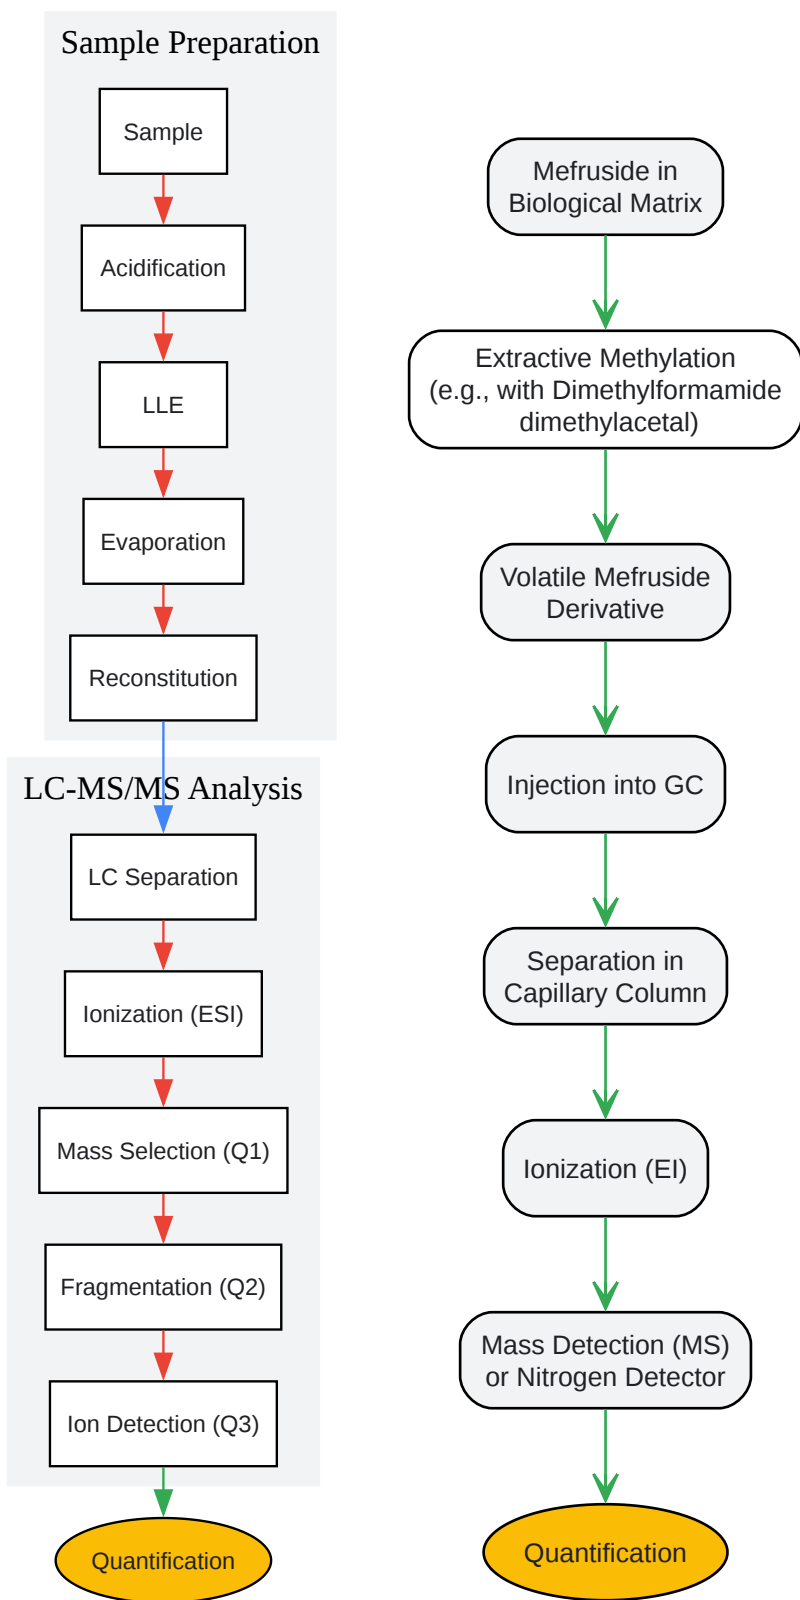 Sample Preparation
Sample
Acidification
LLE
Evaporation
Reconstitution
LC-MS/MS Analysis
LC Separation
Ionization (ESI)
Mass Selection (Q1)
Fragmentation (Q2)
Ion Detection (Q3)
Quantification
Mefruside in
Biological Matrix
Extractive Methylation
(e.g., with Dimethylformamide
dimethylacetal)
Volatile Mefruside
Derivative
Injection into GC
Separation in
Capillary Column
Ionization (EI)
Mass Detection (MS)
or Nitrogen Detector
Quantification